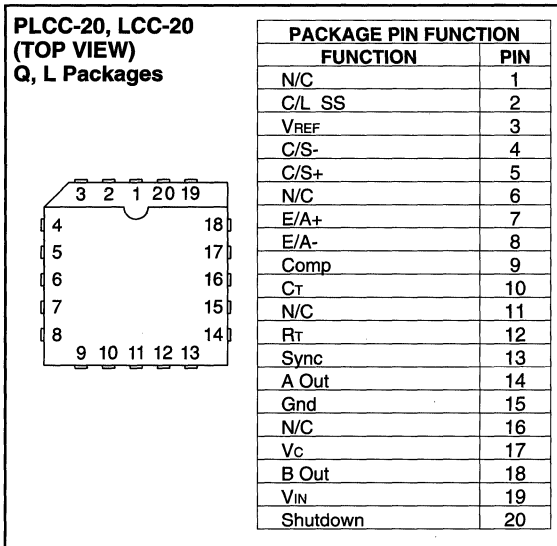 PLCC-20, LCC-20
(TOP VIEW)
Q, L Packages
3 2 1 20 19
4 18
5 17
6 16
7 15
8 14
9 10 11 12 13
PACKAGE PIN FUNCTION
FUNCTION PIN
N/C 1
C/L SS 2
VREF 3
C/S- 4
C/S+ 5
N/C 6
E/A+ 7
E/A- 8
Comp 9
CT 10
N/C 11
RT 12
Sync 13
A Out 14
Gnd 15
N/C 16
VC 17
B Out 18
VIN 19
Shutdown 20